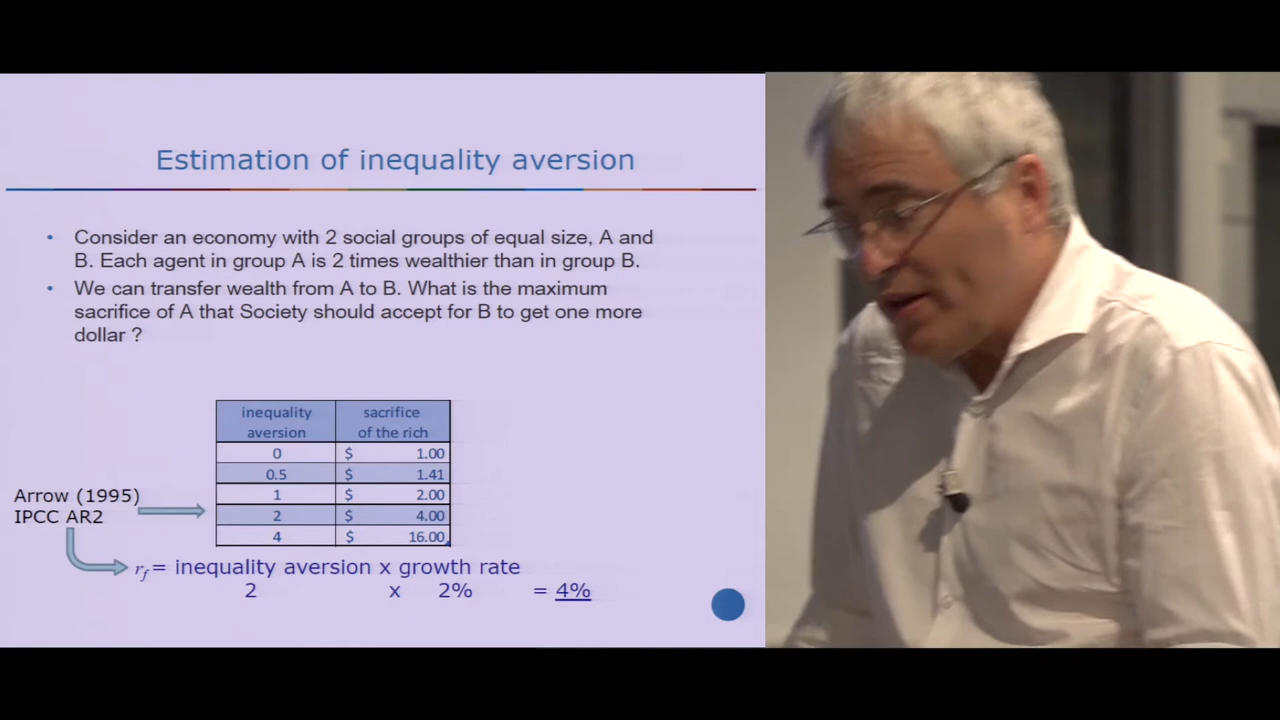 Estimation of inequality aversion
• Consider an economy with 2 social groups of equal size, A and
B. Each agent in group A is 2 times wealthier than in group B.
• We can transfer wealth from A to B. What is the maximum
sacrifice of A that Society should accept for B to get one more
dollar ?
inequality aversion sacrifice of the rich
0 $ 1.00
0.5 $ 1.41
1 $ 2.00
2 $ 4.00
4 $ 16.00
Arrow (1995)
IPCC AR2
rf = inequality aversion x growth rate
2 x 2% = 4%